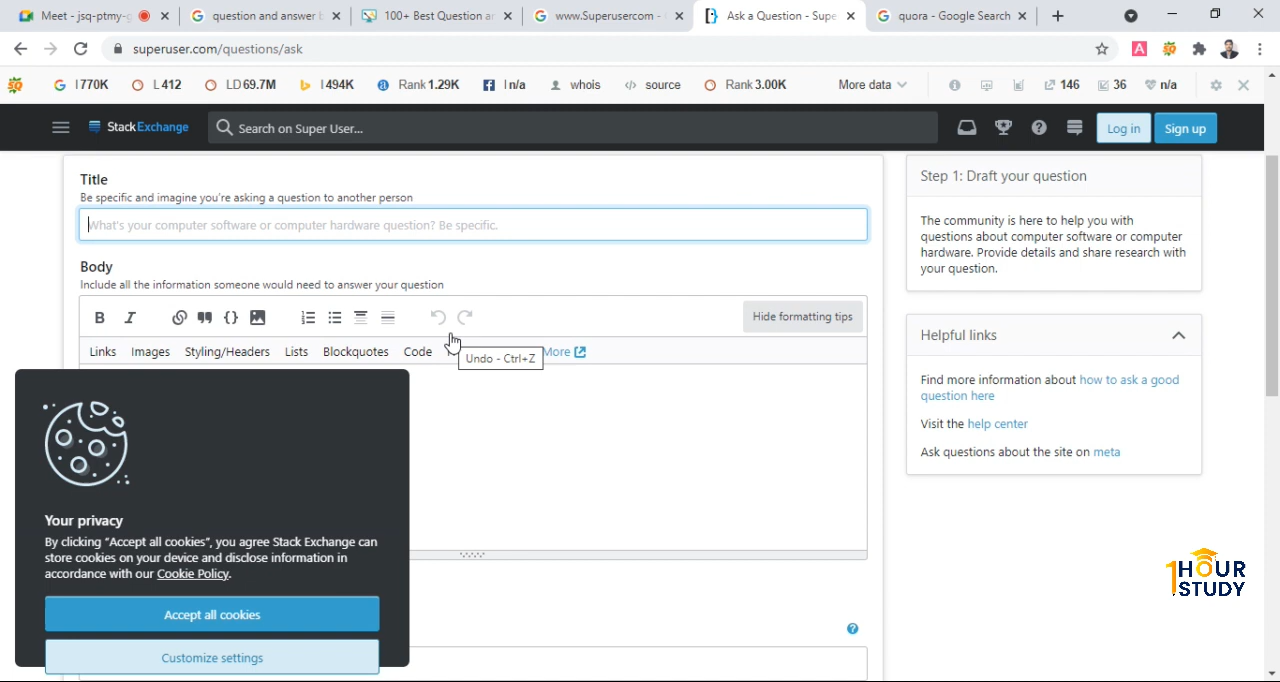 Meet - jsq-ptmy-
question and answer
100+ Best Question an
www.Superusercom -
Ask a Question - Supe
quora - Google Search
superuser.com/questions/ask
I 770K
L 412
LD 69.7M
I 494K
Rank 1.29K
I n/a
whois
source
Rank 3.00K
More data
146
36
n/a
StackExchange
Search on Super User...
Log in
Sign up
Title
Be specific and imagine you're asking a question to another person
What's your computer software or computer hardware question? Be specific.
Body
Include all the information someone would need to answer your question
B I
Hide formatting tips
Links Images Styling/Headers Lists Blockquotes Code More
Undo - Ctrl+Z
Step 1: Draft your question
The community is here to help you with
questions about computer software or computer
hardware. Provide details and share research with
your question.
Helpful links
Find more information about how to ask a good
question here
Visit the help center
Ask questions about the site on meta
Your privacy
By clicking "Accept all cookies", you agree Stack Exchange can
store cookies on your device and disclose information in
accordance with our Cookie Policy.
Accept all cookies
Customize settings
1HOUR
STUDY